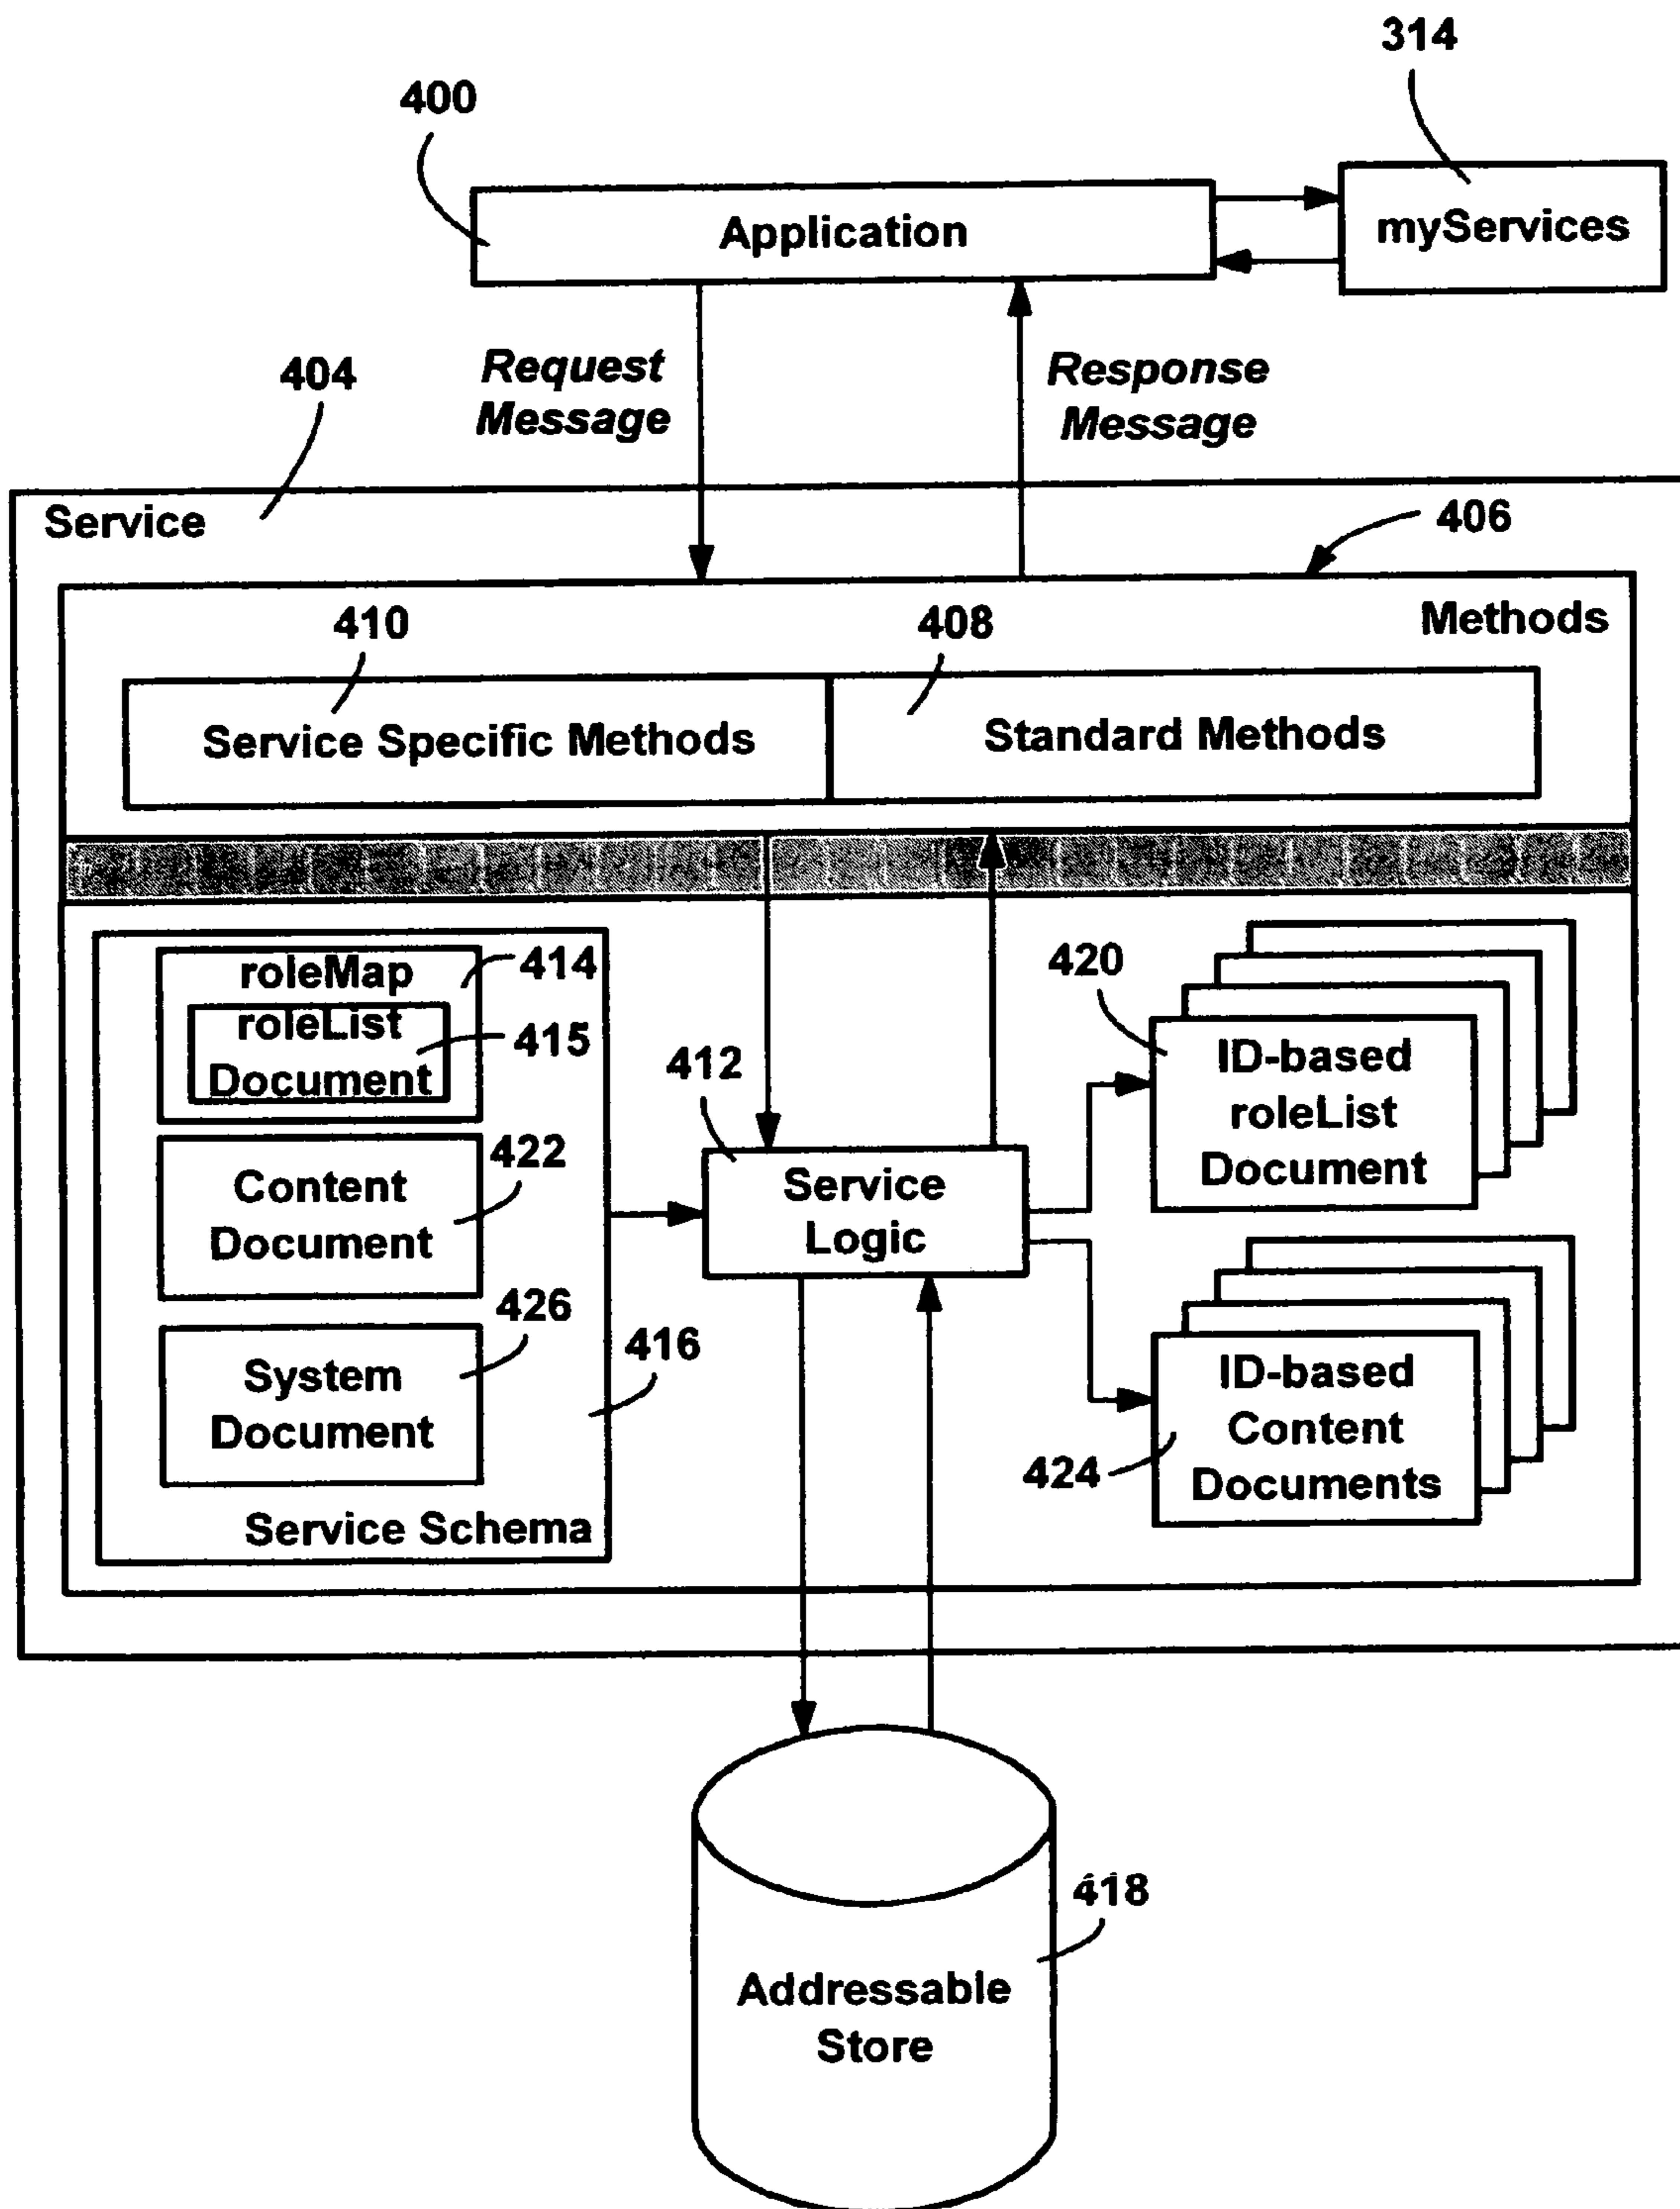 314
400
Application
myServices
404
Request
Message
Response
Message
Service
406
Methods
410
408
Service Specific Methods
Standard Methods
roleMap
414
roleList
Document
415
420
ID-based
roleList
Document
412
Service
Logic
422
Content
Document
426
System
Document
416
Service Schema
ID-based
Content
Documents
424
418
Addressable
Store